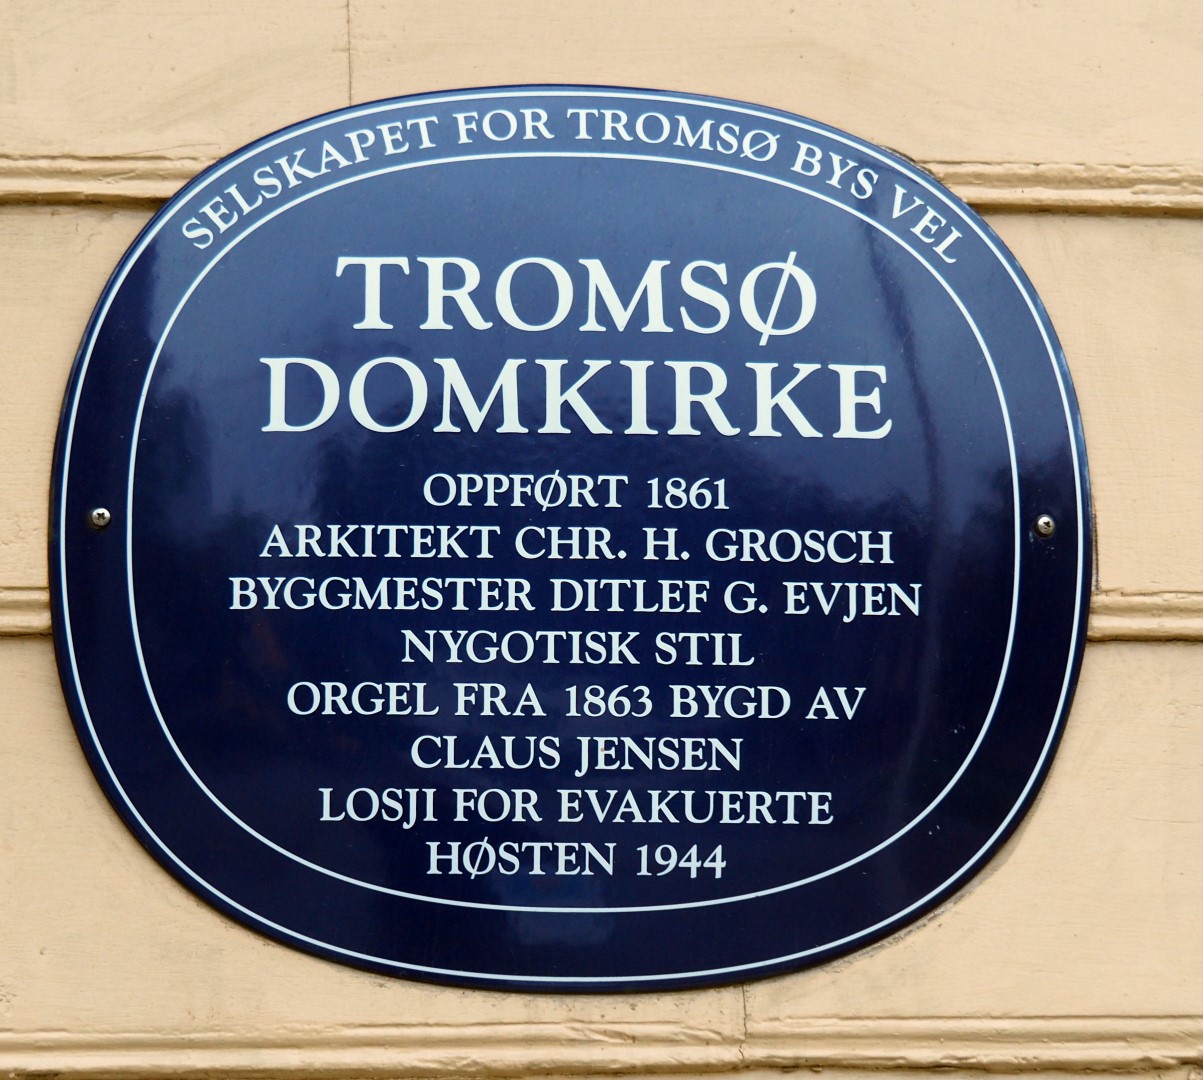 SELSKAPET FOR TROMSØ BYS VEL
TROMSØ
DOMKIRKE
OPPFØRT 1861
ARKITEKT CHR. H. GROSCH
BYGGMESTER DITLEF G. EVJEN
NYGOTISK STIL
ORGEL FRA 1863 BYGD AV
CLAUS JENSEN
LOSJI FOR EVAKUERTE
HØSTEN 1944